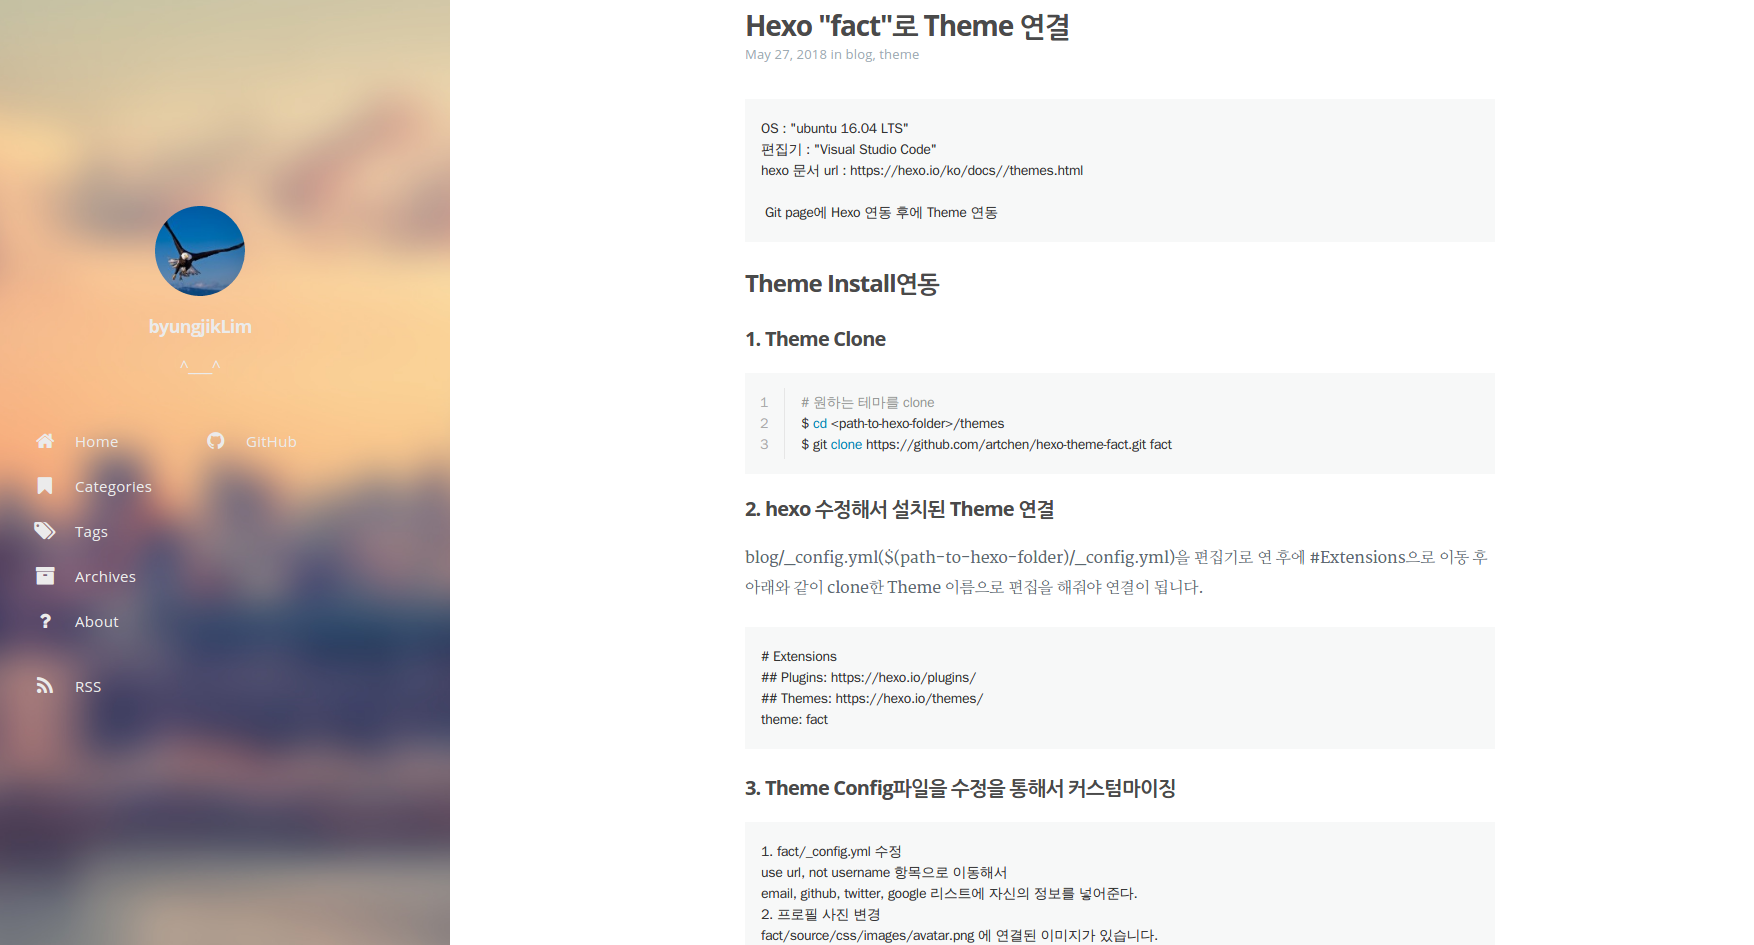 byungjikLim
^___^
Home
GitHub
Categories
Tags
Archives
About
RSS
Hexo "fact"로 Theme 연결
May 27, 2018 in blog, theme
OS : "ubuntu 16.04 LTS"
편집기 : "Visual Studio Code"
hexo 문서 url : https://hexo.io/ko/docs//themes.html
Git page에 Hexo 연동 후에 Theme 연동
Theme Install연동
1. Theme Clone
1 # 원하는 테마를 clone
2 $ cd <path-to-hexo-folder>/themes
3 $ git clone https://github.com/artchen/hexo-theme-fact.git fact
2. hexo 수정해서 설치된 Theme 연결
blog/_config.yml($(path-to-hexo-folder)/_config.yml)을 편집기로 연 후에 #Extensions으로 이동 후
아래와 같이 clone한 Theme 이름으로 편집을 해줘야 연결이 됩니다.
# Extensions
## Plugins: https://hexo.io/plugins/
## Themes: https://hexo.io/themes/
theme: fact
3. Theme Config파일을 수정을 통해서 커스텀마이징
1. fact/_config.yml 수정
use url, not username 항목으로 이동해서
email, github, twitter, google 리스트에 자신의 정보를 넣어준다.
2. 프로필 사진 변경
fact/source/css/images/avatar.png 에 연결된 이미지가 있습니다.